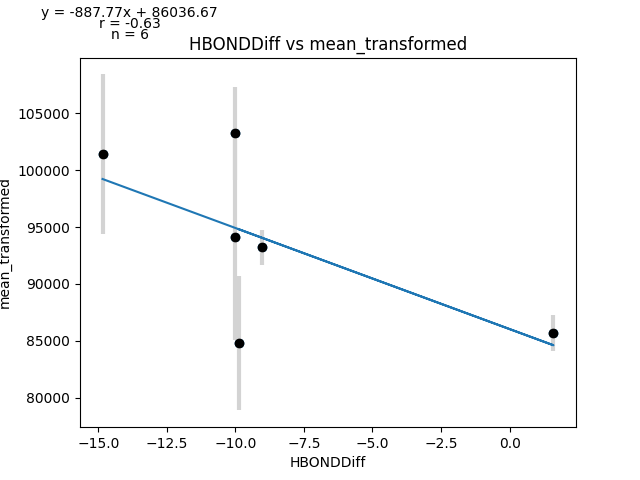 y = -887.77x + 86036.67
r = -0.63
n = 6
HBONDDiff vs mean_transformed
mean_transformed
105000
100000
95000
90000
85000
80000
−15.0 −12.5 −10.0 −7.5 −5.0 −2.5 0.0
HBONDDiff